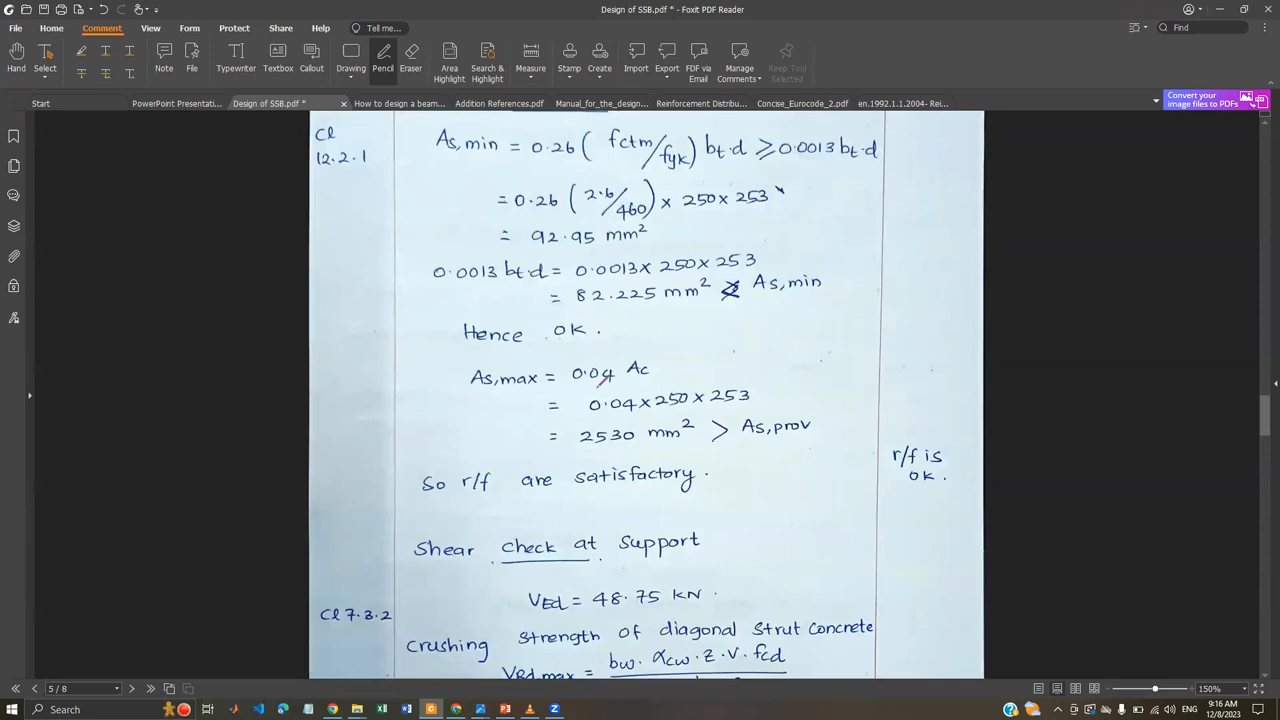 Design of SSB.pdf * - Foxit PDF Reader
File Home Comment View Form Protect Share Help Tell me... Find
Hand Select Note File Typewriter Textbox Callout Drawing Pencil Eraser Area Highlight Search & Highlight Measure Stamp Create Import Export FDF via Email Manage Comments Keep Tool Selected
Start PowerPoint Presentati... Design of SSB.pdf * How to design a beam... Addition References.pdf Manual_for_the_design... Reinforcement Distribu... Concise_Eurocode_2.pdf en.1992.1.1.2004- Rei... Convert your image files to PDFs
Cl 12.2.1
As,min = 0.26 ( fctm/fyk ) bt.d ⩾ 0.0013 bt.d
= 0.26 ( 2.6/460 ) × 250 × 253
= 92.95 mm²
0.0013 bt.d = 0.0013 × 250 × 253
= 82.225 mm² As,min
Hence ok.
As,max = 0.04 Ac
= 0.04 × 250 × 253
= 2530 mm² > As,prov
r/f is ok.
So r/f are satisfactory.
Shear check at support
VEd = 48.75 kN.
Cl 7.3.2
Crushing strength of diagonal strut concrete
VRd,max = bw. αcw. z. v. fcd
5 / 8 150%
Search 9:16 AM
12/8/2023